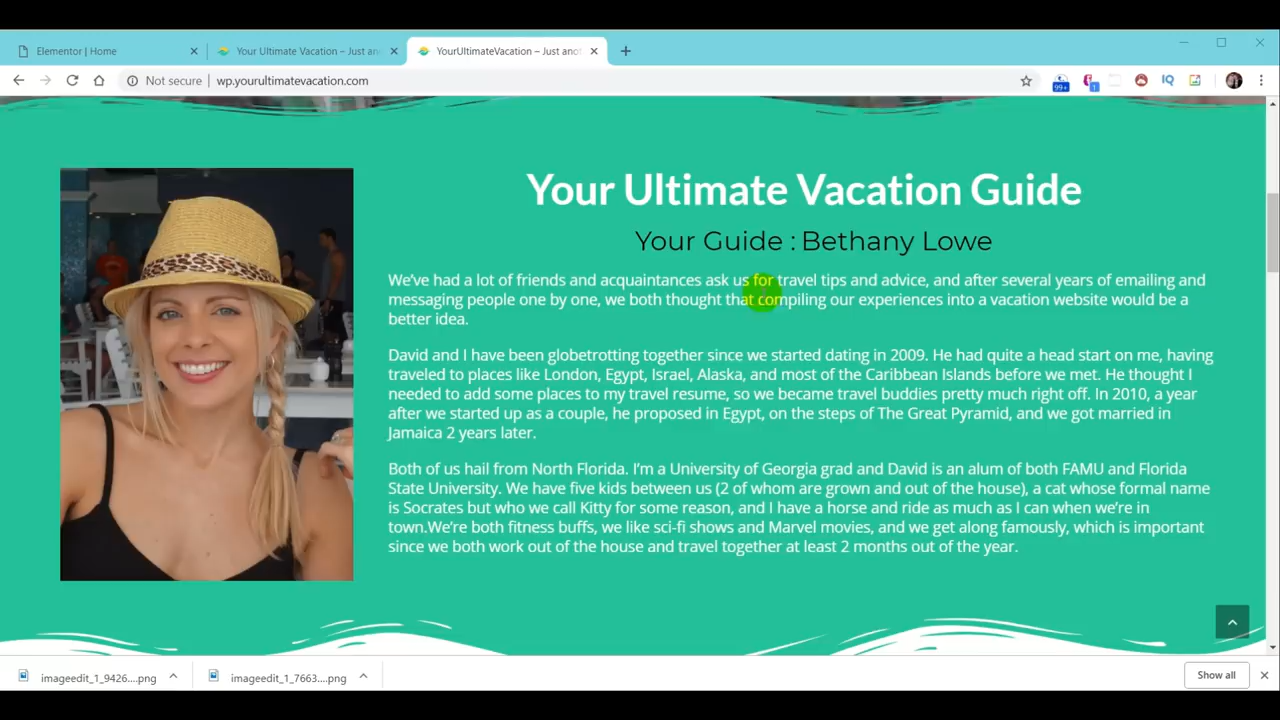 Elementor | Home
Your Ultimate Vacation – Just an
YourUltimateVacation – Just anot
Not secure
wp.yourultimatevacation.com
99+
1
IQ
Your Ultimate Vacation Guide
Your Guide : Bethany Lowe
We've had a lot of friends and acquaintances ask us for travel tips and advice, and after several years of emailing and
messaging people one by one, we both thought that compiling our experiences into a vacation website would be a
better idea.
David and I have been globetrotting together since we started dating in 2009. He had quite a head start on me, having
traveled to places like London, Egypt, Israel, Alaska, and most of the Caribbean Islands before we met. He thought I
needed to add some places to my travel resume, so we became travel buddies pretty much right off. In 2010, a year
after we started up as a couple, he proposed in Egypt, on the steps of The Great Pyramid, and we got married in
Jamaica 2 years later.
Both of us hail from North Florida. I'm a University of Georgia grad and David is an alum of both FAMU and Florida
State University. We have five kids between us (2 of whom are grown and out of the house), a cat whose formal name
is Socrates but who we call Kitty for some reason, and I have a horse and ride as much as I can when we're in
town.We're both fitness buffs, we like sci-fi shows and Marvel movies, and we get along famously, which is important
since we both work out of the house and travel together at least 2 months out of the year.
imageedit_1_9426....png
imageedit_1_7663....png
Show all